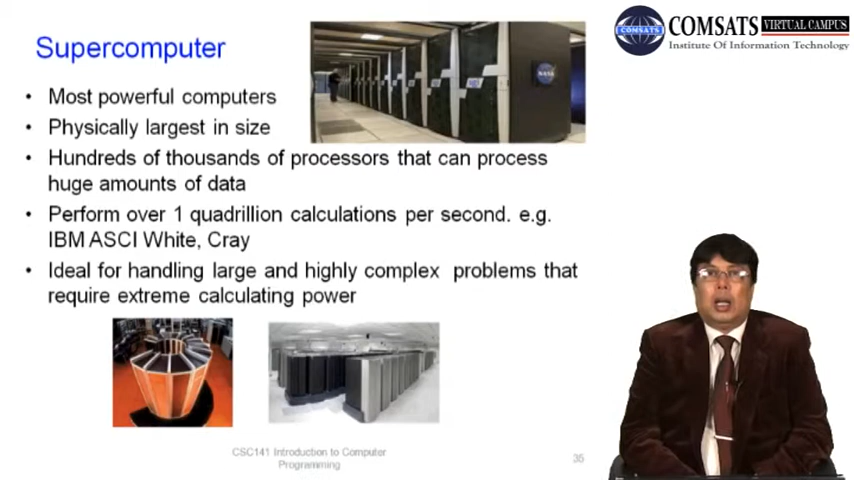 Supercomputer
COMSATS VIRTUAL CAMPUS
Institute Of Information Technology
COMSATS
NASA
• Most powerful computers
• Physically largest in size
• Hundreds of thousands of processors that can process
huge amounts of data
• Perform over 1 quadrillion calculations per second. e.g.
IBM ASCI White, Cray
• Ideal for handling large and highly complex problems that
require extreme calculating power
CSC141 Introduction to Computer
Programming
35